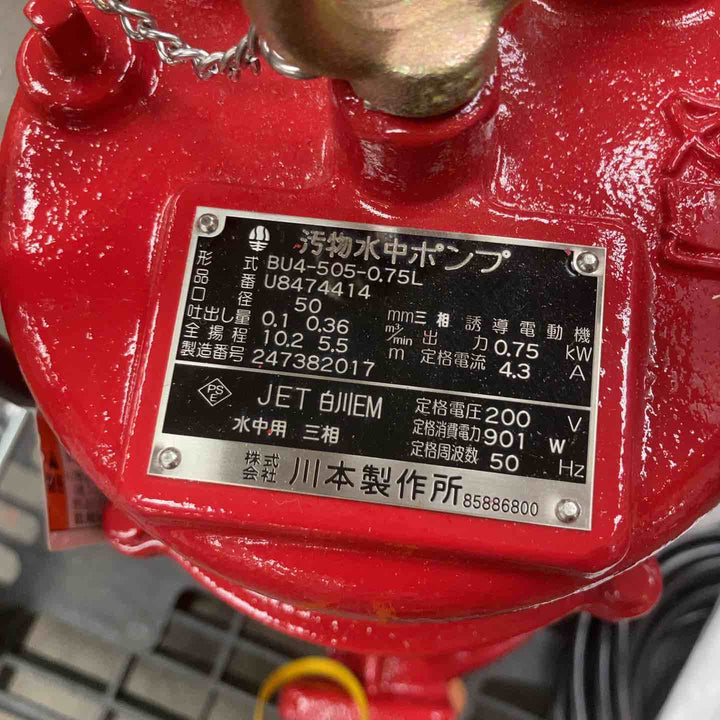 汚物水中ポンプ
形式 BU4-505-0.75L
品番 U8474414
口径 50 mm 三相誘導電動機
吐出し量 0.1 0.36 m³/min 出力 0.75 kW
全揚程 10.2 5.5 m 定格電流 4.3 A
製造番号 247382017
PSE JET 白川EM 定格電圧 200 V
水中用 三相 定格消費電力 901 W
定格周波数 50 Hz
株式会社 川本製作所 85886800